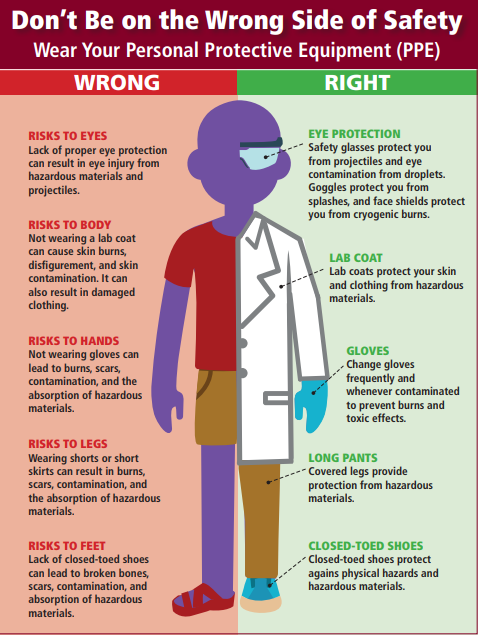 Don't Be on the Wrong Side of Safety
Wear Your Personal Protective Equipment (PPE)
WRONG
RIGHT
RISKS TO EYES
Lack of proper eye protection
can result in eye injury from
hazardous materials and
projectiles.
RISKS TO BODY
Not wearing a lab coat
can cause skin burns,
disfigurement, and skin
contamination. It can
also result in damaged
clothing.
RISKS TO HANDS
Not wearing gloves can
lead to burns, scars,
contamination, and the
absorption of hazardous
materials.
RISKS TO LEGS
Wearing shorts or short
skirts can result in burns,
scars, contamination, and
the absorption of hazardous
materials.
RISKS TO FEET
Lack of closed-toed shoes
can lead to broken bones,
scars, contamination, and
absorption of hazardous
materials.
EYE PROTECTION
Safety glasses protect you
from projectiles and eye
contamination from droplets.
Goggles protect you from
splashes, and face shields protect
you from cryogenic burns.
LAB COAT
Lab coats protect your skin
and clothing from hazardous
materials.
GLOVES
Change gloves
frequently and
whenever contaminated
to prevent burns and
toxic effects.
LONG PANTS
Covered legs provide
protection from hazardous
materials.
CLOSED-TOED SHOES
Closed-toed shoes protect
agains physical hazards and
hazardous materials.